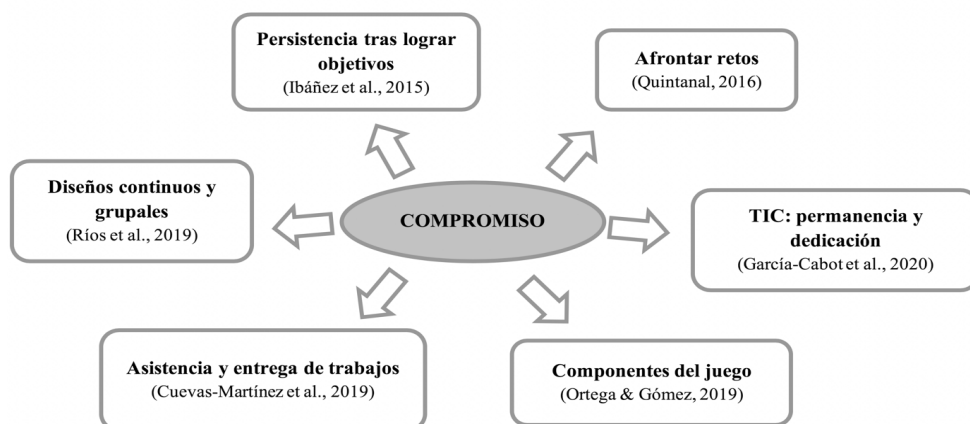 Persistencia tras lograr
objetivos
(Ibáñez et al., 2015)
Afrontar retos
(Quintanal, 2016)
Diseños continuos y
grupales
(Ríos et al., 2019)
COMPROMISO
TIC: permanencia y
dedicación
(García-Cabot et al., 2020)
Asistencia y entrega de trabajos
(Cuevas-Martínez et al., 2019)
Componentes del juego
(Ortega & Gómez, 2019)